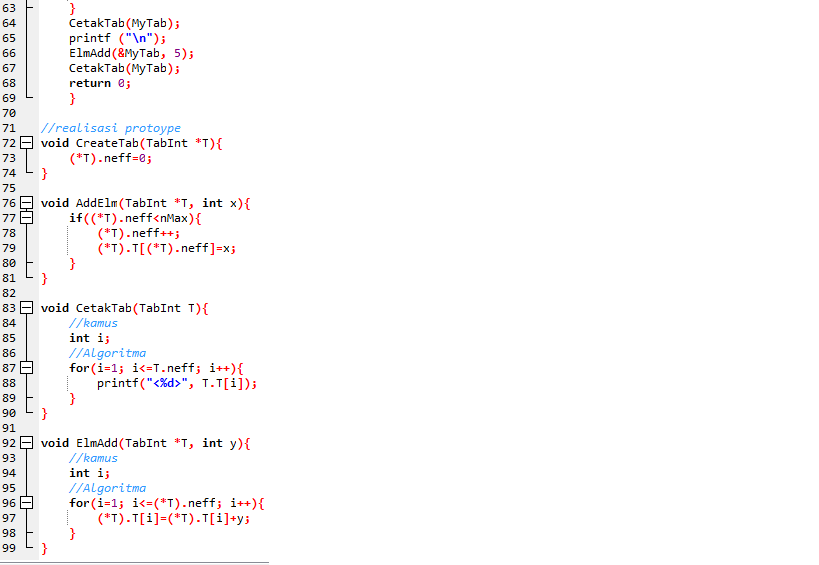 63 }
64 CetakTab(MyTab);
65 printf ("\n");
66 ElmAdd(&MyTab, 5);
67 CetakTab(MyTab);
68 return 0;
69 }
70
71 //realisasi protoype
72 void CreateTab(TabInt *T){
73 (*T).neff=0;
74 }
75
76 void AddElm(TabInt *T, int x){
77 if((*T).neff<nMax){
78 (*T).neff++;
79 (*T).T[(*T).neff]=x;
80 }
81 }
82
83 void CetakTab(TabInt T){
84 //kamus
85 int i;
86 //Algoritma
87 for(i=1; i<=T.neff; i++){
88 printf("<%d>", T.T[i]);
89 }
90 }
91
92 void ElmAdd(TabInt *T, int y){
93 //kamus
94 int i;
95 //Algoritma
96 for(i=1; i<=(*T).neff; i++){
97 (*T).T[i]=(*T).T[i]+y;
98 }
99 }